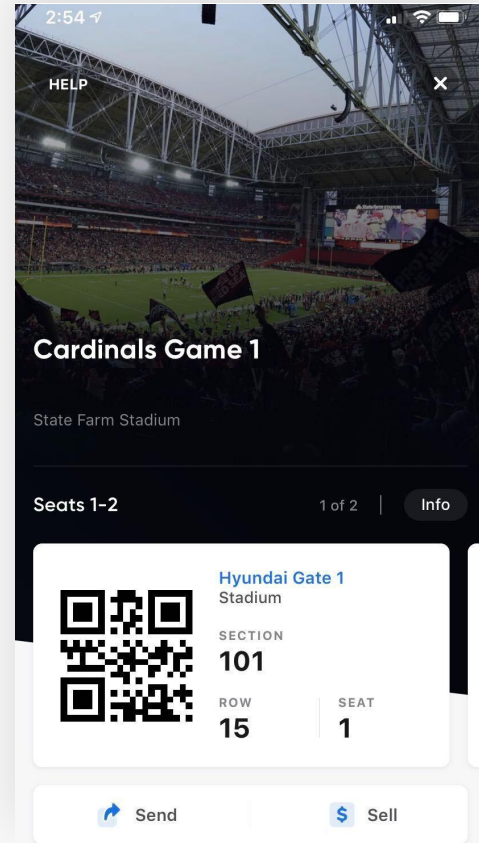 2:54
HELP
Cardinals Game 1
State Farm Stadium
Seats 1-2
1 of 2 | Info
Hyundai Gate 1
Stadium
SECTION
101
ROW
SEAT
15
1
Send
$ Sell